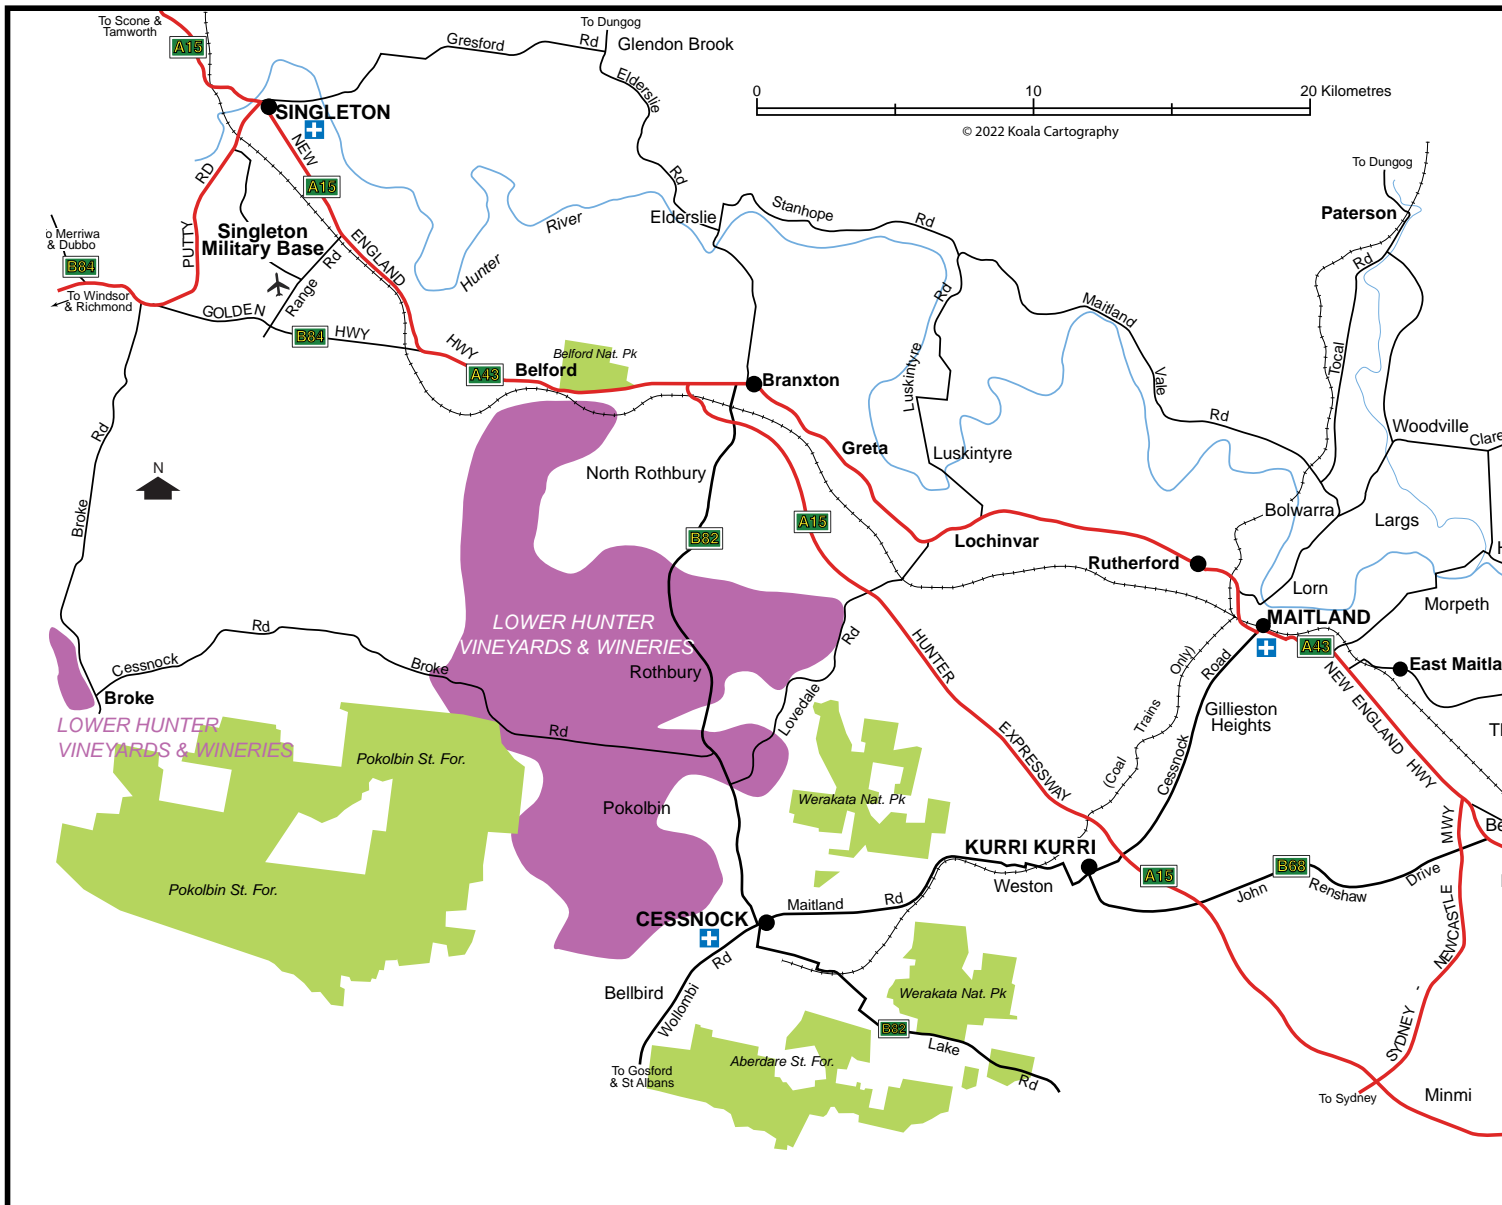 To Scone &
Tamworth
A15
Gresford
Rd
To Dungog
Glendon Brook
Elderslie
Rd
0
10
20 Kilometres
© 2022 Koala Cartography
SINGLETON
NEW
A15
ENGLAND
HWY
RD
PUTTY
Singleton
Military Base
Range
Rd
o Merriwa
& Dubbo
B84
To Windsor
& Richmond
GOLDEN
B84
HWY
River
Hunter
Elderslie
Stanhope
Rd
To Dungog
Paterson
Rd
Tocal
Maitland
Vale
Rd
Rd
Luskintyre
Luskintyre
A43
Belford
Belford Nat. Pk
Branxton
Greta
Woodville
Clare
Bolwarra
Largs
H
Lochinvar
Rutherford
Lorn
Morpeth
MAITLAND
A43
East Maitla
North Rothbury
B82
A15
N
Rd
Broke
Rd
Cessnock
Broke
Broke
Rd
LOWER HUNTER
VINEYARDS & WINERIES
LOWER HUNTER
VINEYARDS & WINERIES
Rothbury
Rd
Lovedale
HUNTER
EXPRESSWAY
(Coal
Trains
Only)
Road
Cessnock
Gillieston
Heights
NEW
ENGLAND
HWY
Th
Pokolbin St. For.
Pokolbin St. For.
Pokolbin
Werakata Nat. Pk
KURRI KURRI
Weston
A15
John
B68
Renshaw
Drive
Be
MWY
NEWCASTLE
-
SYDNEY
CESSNOCK
Maitland
Rd
Rd
Wollombi
Bellbird
To Gosford
& St Albans
Werakata Nat. Pk
B82
Lake
Rd
Aberdare St. For.
To Sydney
Minmi